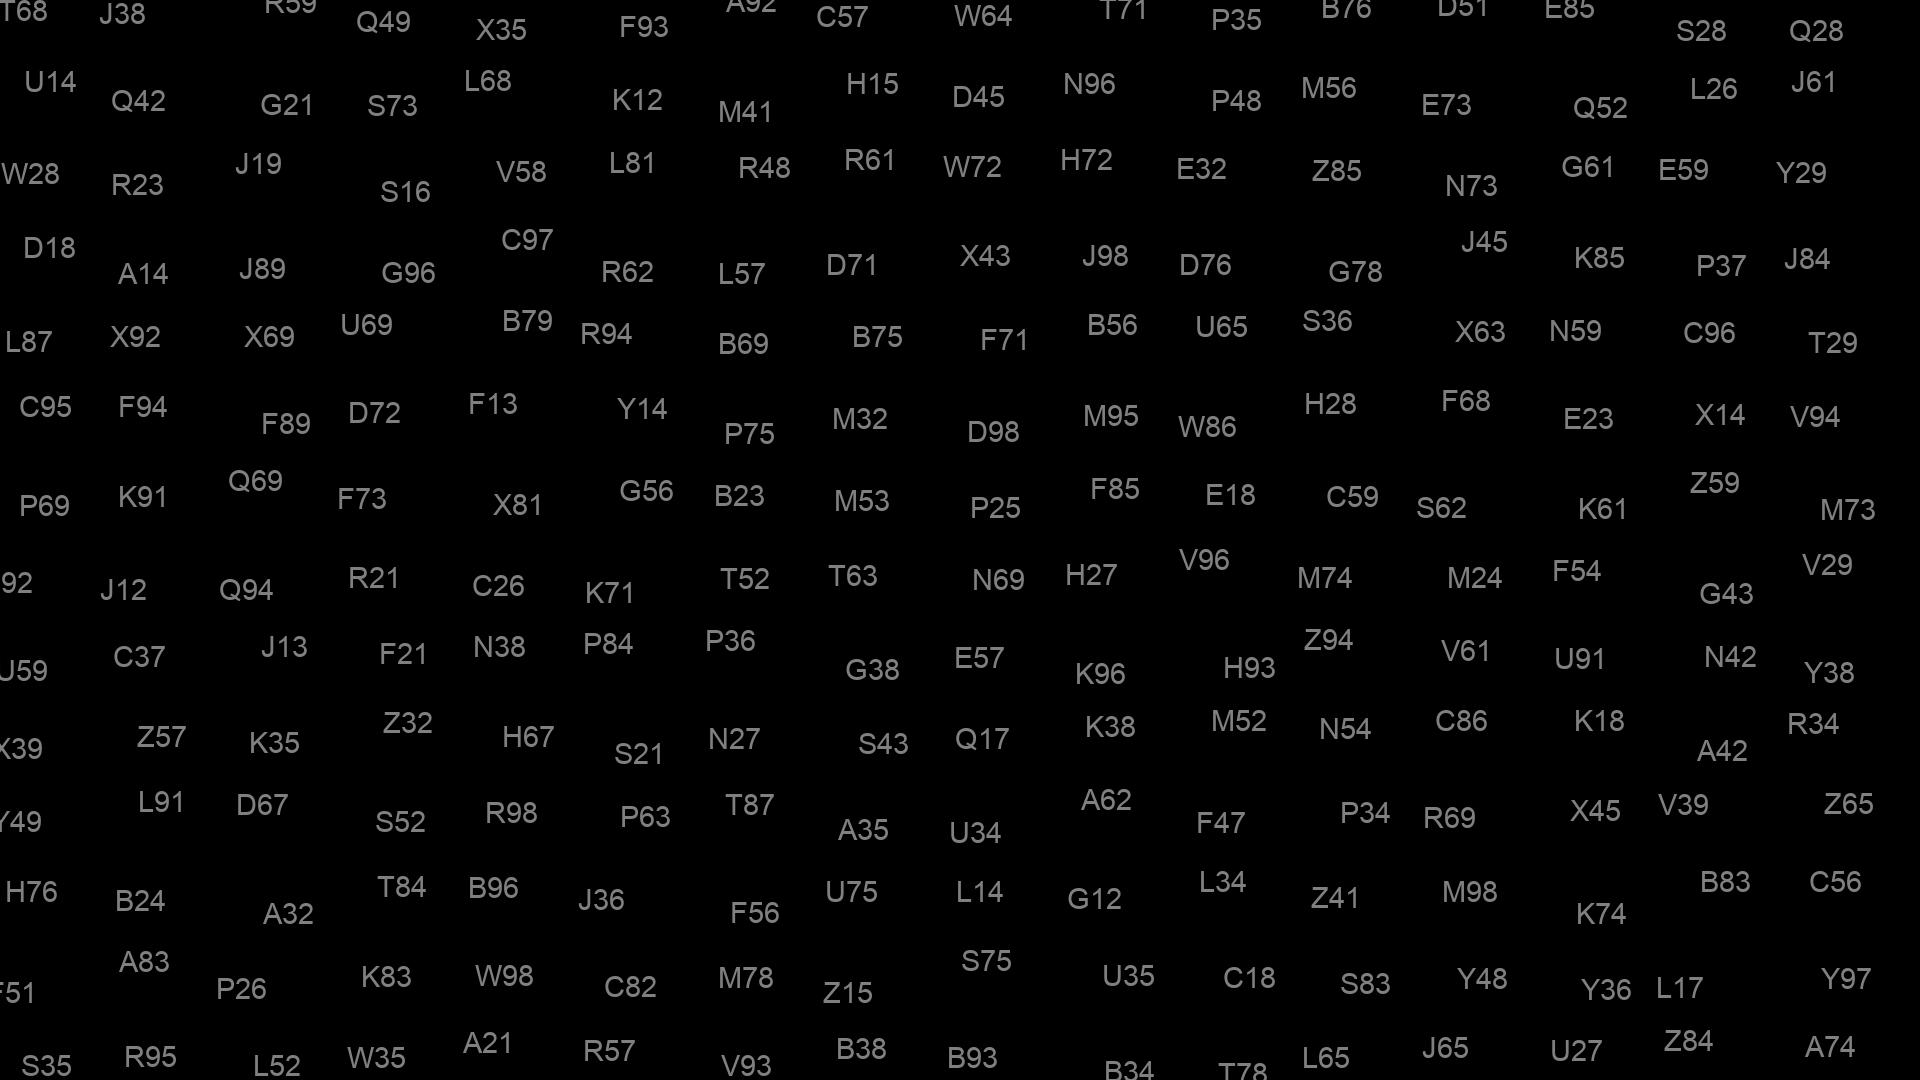 T68 J38 R59 Q49 X35 F93 A92 C57 W64 T71 P35 B76 D51 E85 S28 Q28
U14 Q42 G21 S73 L68 K12 M41 H15 D45 N96 P48 M56 E73 Q52 L26 J61
W28 R23 J19 S16 V58 L81 R48 R61 W72 H72 E32 Z85 N73 G61 E59 Y29
D18 A14 J89 G96 C97 R62 L57 D71 X43 J98 D76 G78 J45 K85 P37 J84
L87 X92 X69 U69 B79 R94 B69 B75 F71 B56 U65 S36 X63 N59 C96 T29
C95 F94 F89 D72 F13 Y14 P75 M32 D98 M95 W86 H28 F68 E23 X14 V94
P69 K91 Q69 F73 X81 G56 B23 M53 P25 F85 E18 C59 S62 K61 Z59 M73
92 J12 Q94 R21 C26 K71 T52 T63 N69 H27 V96 M74 M24 F54 G43 V29
U59 C37 J13 F21 N38 P84 P36 G38 E57 K96 H93 Z94 V61 U91 N42 Y38
X39 Z57 K35 Z32 H67 S21 N27 S43 Q17 K38 M52 N54 C86 K18 A42 R34
Y49 L91 D67 S52 R98 P63 T87 A35 U34 A62 F47 P34 R69 X45 V39 Z65
H76 B24 A32 T84 B96 J36 F56 U75 L14 G12 L34 Z41 M98 K74 B83 C56
51 A83 P26 K83 W98 C82 M78 Z15 S75 U35 C18 S83 Y48 Y36 L17 Y97
S35 R95 L52 W35 A21 R57 V93 B38 B93 B34 T78 L65 J65 U27 Z84 A74